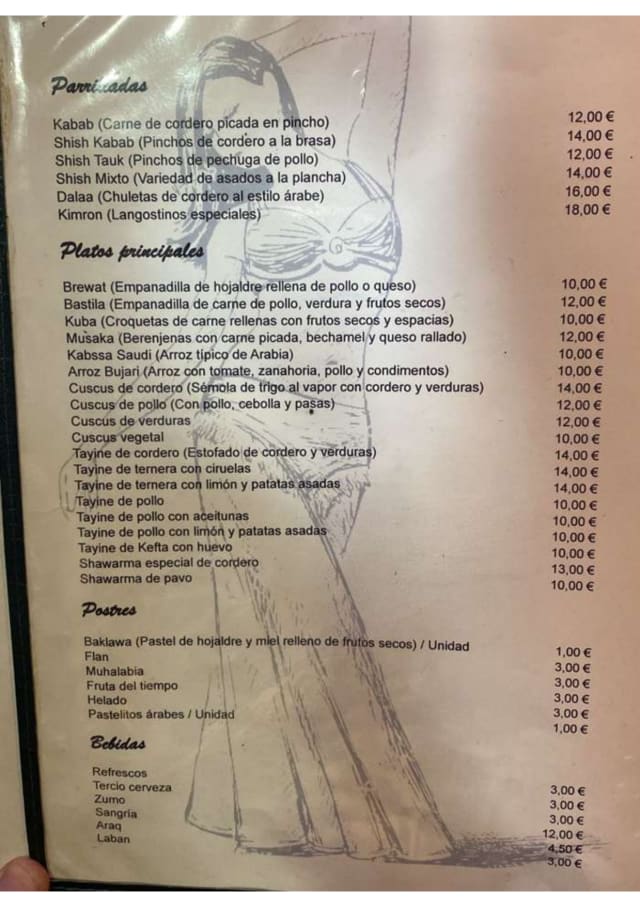 Parrilladas
Kabab (Carne de cordero picada en pincho) 12,00 €
Shish Kabab (Pinchos de cordero a la brasa) 14,00 €
Shish Tauk (Pinchos de pechuga de pollo) 12,00 €
Shish Mixto (Variedad de asados a la plancha) 14,00 €
Dalaa (Chuletas de cordero al estilo árabe) 16,00 €
Kimron (Langostinos especiales) 18,00 €
Platos principales
Brewat (Empanadilla de hojaldre rellena de pollo o queso) 10,00 €
Bastila (Empanadilla de carne de pollo, verdura y frutos secos) 12,00 €
Kuba (Croquetas de carne rellenas con frutos secos y espacias) 10,00 €
Musaka (Berenjenas con carne picada, bechamel y queso rallado) 12,00 €
Kabssa Saudi (Arroz típico de Arabia) 10,00 €
Arroz Bujari (Arroz con tomate, zanahoria, pollo y condimentos) 10,00 €
Cuscus de cordero (Sémola de trigo al vapor con cordero y verduras) 14,00 €
Cuscus de pollo (Con pollo, cebolla y pasas) 12,00 €
Cuscus de verduras 12,00 €
Cuscus vegetal 10,00 €
Tayine de cordero (Estofado de cordero y verduras) 14,00 €
Tayine de ternera con ciruelas 14,00 €
Tayine de ternera con limón y patatas asadas 14,00 €
Tayine de pollo 10,00 €
Tayine de pollo con aceitunas 10,00 €
Tayine de pollo con limón y patatas asadas 10,00 €
Tayine de Kefta con huevo 10,00 €
Shawarma especial de cordero 13,00 €
Shawarma de pavo 10,00 €
Postres
Baklawa (Pastel de hojaldre y miel relleno de frutos secos) / Unidad 1,00 €
Flan 3,00 €
Muhalabia 3,00 €
Fruta del tiempo 3,00 €
Helado 3,00 €
Pastelitos árabes / Unidad 1,00 €
Bebidas
Refrescos 3,00 €
Tercio cerveza 3,00 €
Zumo 3,00 €
Sangria 12,00 €
Araq 4,50 €
Laban 3,00 €